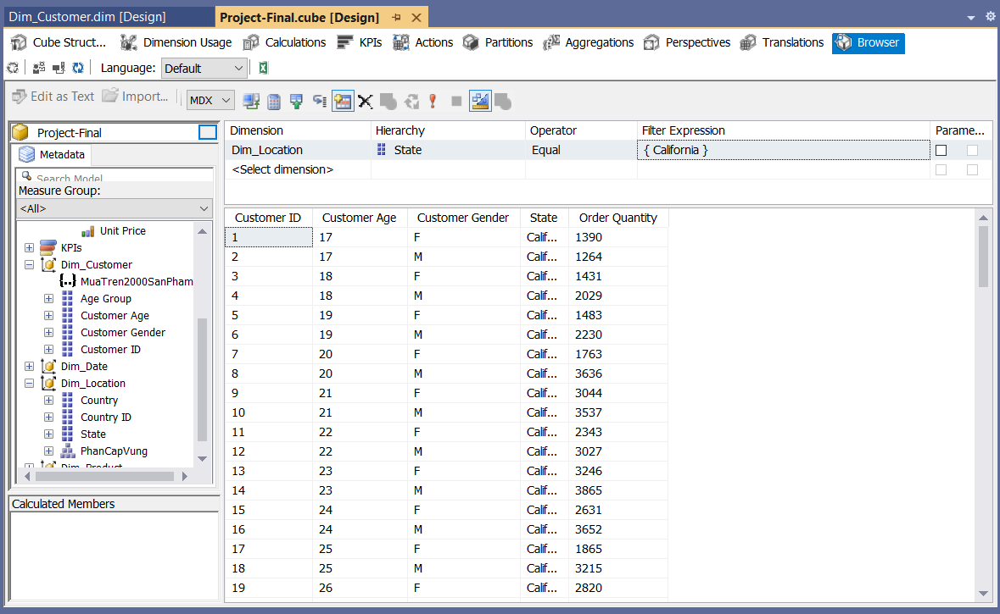 Dim_Customer.dim [Design] Project-Final.cube [Design]
Cube Struct... Dimension Usage Calculations KPIs Actions Partitions Aggregations Perspectives Translations Browser
Language: Default
Edit as Text Import... MDX
Project-Final
Metadata
Search Model
Measure Group:
<All>
Unit Price
KPIs
Dim_Customer
MuaTren2000SanPham
Age Group
Customer Age
Customer Gender
Customer ID
Dim_Date
Dim_Location
Country
Country ID
State
PhanCapVung
Dim_Product
Calculated Members
Dimension Hierarchy Operator Filter Expression Parame...
Dim_Location State Equal { California }
<Select dimension>
Customer ID Customer Age Customer Gender State Order Quantity
1 17 F Calif... 1390
2 17 M Calif... 1264
3 18 F Calif... 1431
4 18 M Calif... 2029
5 19 F Calif... 1483
6 19 M Calif... 2230
7 20 F Calif... 1763
8 20 M Calif... 3636
9 21 F Calif... 3044
10 21 M Calif... 3537
11 22 F Calif... 2343
12 22 M Calif... 3027
13 23 F Calif... 3246
14 23 M Calif... 3865
15 24 F Calif... 2631
16 24 M Calif... 3652
17 25 F Calif... 1865
18 25 M Calif... 3215
19 26 F Calif... 2820